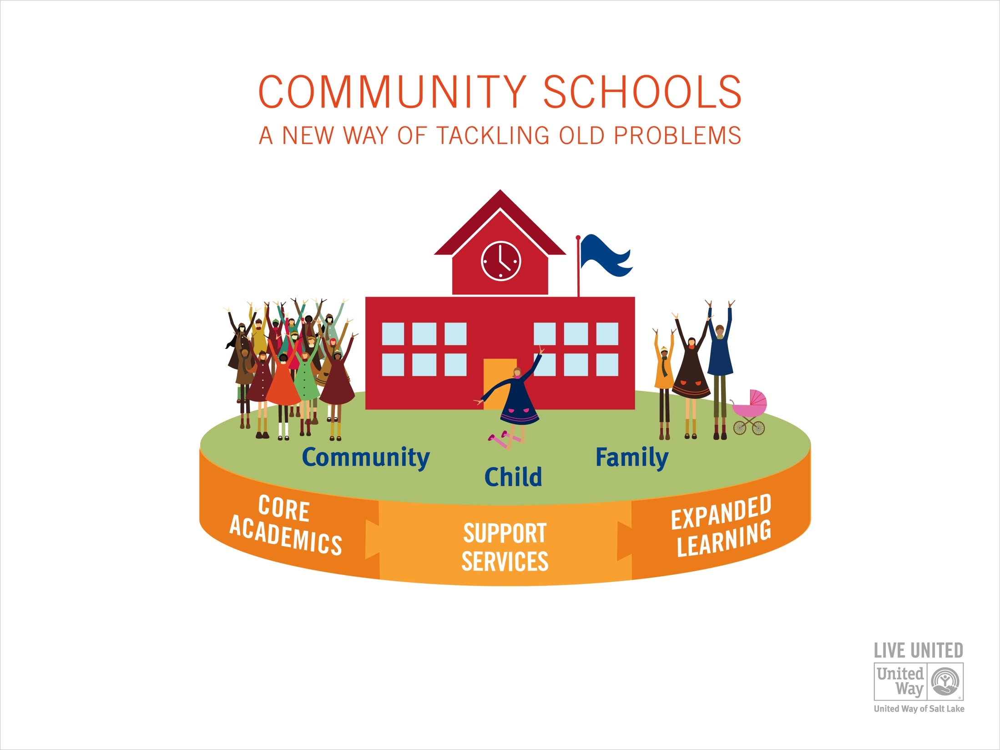 COMMUNITY SCHOOLS
A NEW WAY OF TACKLING OLD PROBLEMS
Community
Child
Family
CORE
ACADEMICS
SUPPORT
SERVICES
EXPANDED
LEARNING
LIVE UNITED
United
Way
®
United Way of Salt Lake